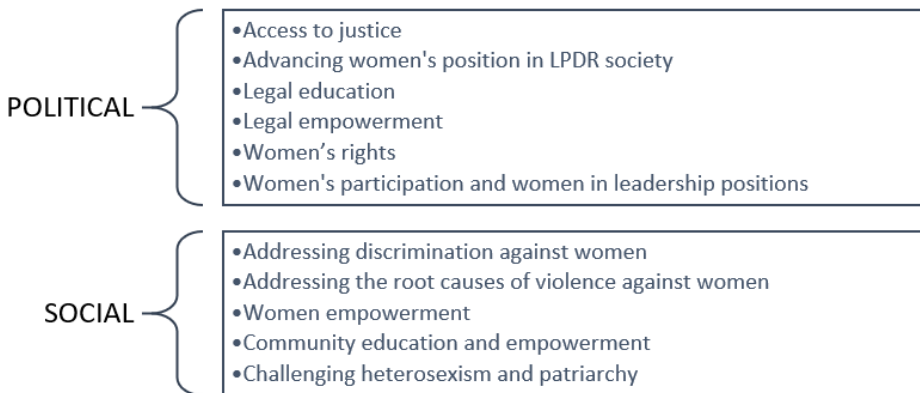 POLITICAL
•Access to justice
•Advancing women's position in LPDR society
•Legal education
•Legal empowerment
•Women’s rights
•Women's participation and women in leadership positions
SOCIAL
•Addressing discrimination against women
•Addressing the root causes of violence against women
•Women empowerment
•Community education and empowerment
•Challenging heterosexism and patriarchy